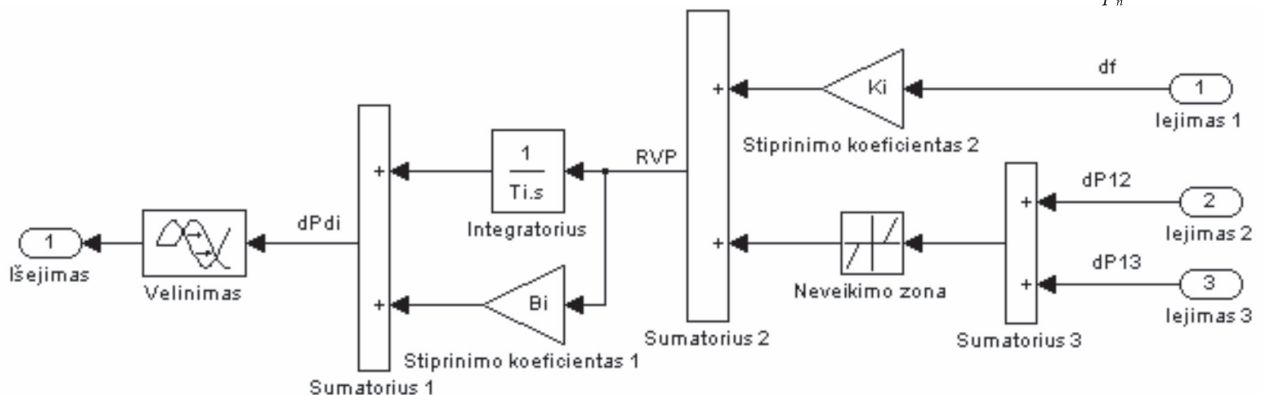 P n
df
1
Ki
+
Iejimas 1
Stiprinimo koeficientas 2
RVP
1
Ti.s
+
dP12
+
2
Integratorius
Iejimas 2
dPdi
+
1
Išejimas
Velinimas
Neveikimo zona
dP13
+
3
Iejimas 3
Bi
+
Sumatorius 2
Sumatorius 3
Stiprinimo koeficientas 1
Sumatorius 1